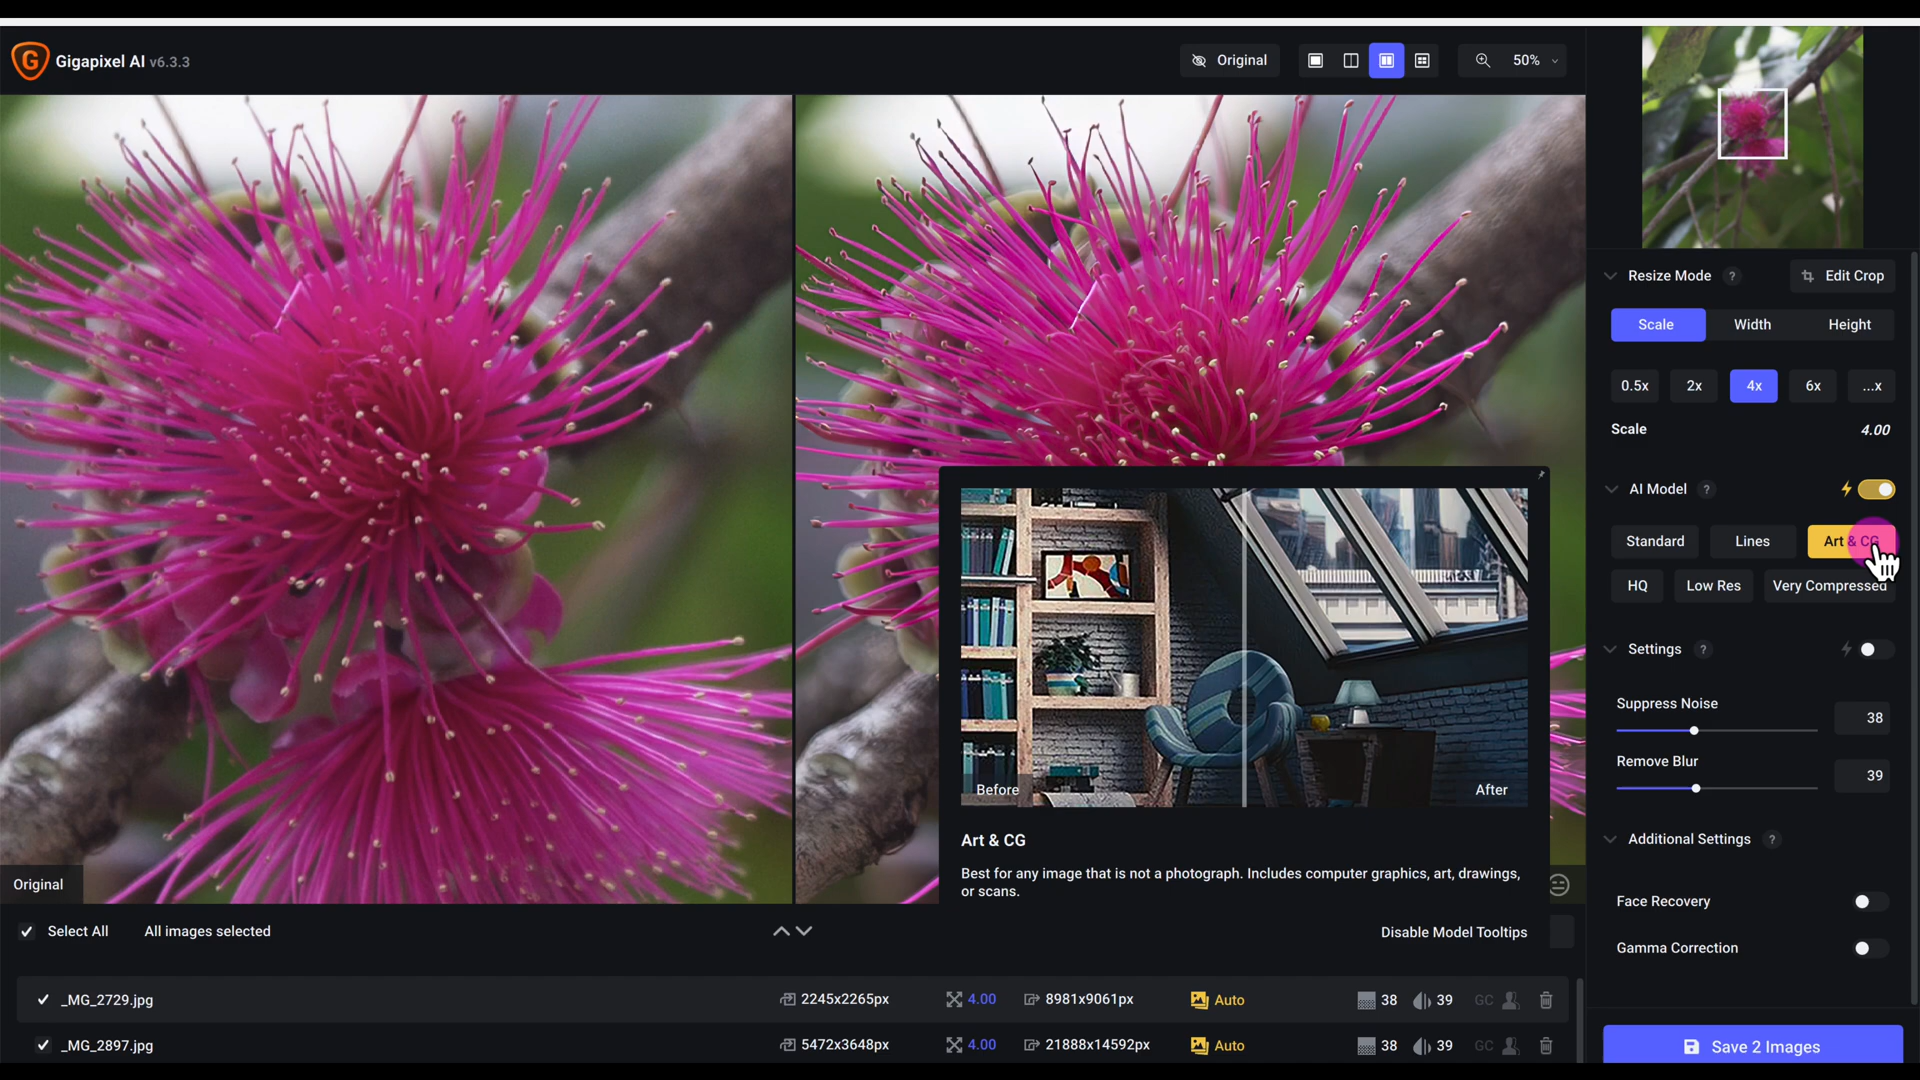 Gigapixel AI v6.3.3
Original
50%
Resize Mode ?
Edit Crop
Scale
Width
Height
0.5x
2x
4x
6x
...x
Scale
4.00
AI Model ?
Standard
Lines
Art & CG
HQ
Low Res
Very Compressed
Settings ?
Suppress Noise
38
Remove Blur
39
Additional Settings ?
Face Recovery
Gamma Correction
Save 2 Images
Before
After
Art & CG
Best for any image that is not a photograph. Includes computer graphics, art, drawings,
or scans.
Disable Model Tooltips
Original
Select All
All images selected
_MG_2729.jpg
2245x2265px
4.00
8981x9061px
Auto
38
39
GC
_MG_2897.jpg
5472x3648px
4.00
21888x14592px
Auto
38
39
GC